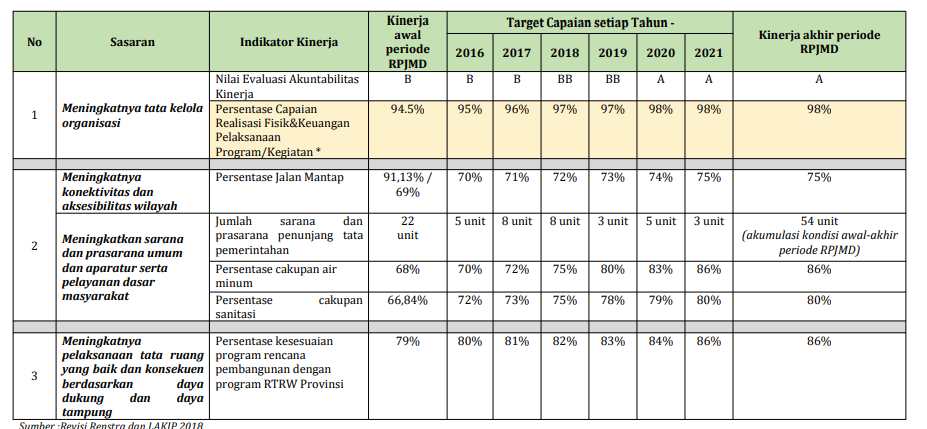 No Sasaran Indikator Kinerja Kinerja awal periode RPJMD Target Capaian setiap Tahun - Kinerja akhir periode RPJMD
2016 2017 2018 2019 2020 2021
1 Meningkatnya tata kelola organisasi
Nilai Evaluasi Akuntabilitas Kinerja B B B BB BB A A A
Persentase Capaian Realisasi Fisik&Keuangan Pelaksanaan Program/Kegiatan * 94.5% 95% 96% 97% 97% 98% 98% 98%
2 Meningkatnya konektivitas dan aksesibilitas wilayah
Persentase Jalan Mantap 91,13% / 69% 70% 71% 72% 73% 74% 75% 75%
Meningkatkan sarana dan prasarana umum dan aparatur serta pelayanan dasar masyarakat
Jumlah sarana dan prasarana penunjang tata pemerintahan 22 unit 5 unit 8 unit 8 unit 3 unit 5 unit 3 unit 54 unit (akumulasi kondisi awal-akhir periode RPJMD)
Persentase cakupan air minum 68% 70% 72% 75% 80% 83% 86% 86%
Persentase cakupan sanitasi 66,84% 72% 73% 75% 78% 79% 80% 80%
3 Meningkatnya pelaksanaan tata ruang yang baik dan konsekuen berdasarkan daya dukung dan daya tampung
Persentase kesesuaian program rencana pembangunan dengan program RTRW Provinsi 79% 80% 81% 82% 83% 84% 86% 86%
Sumber :Revisi Renstra dan LAKIP 2018